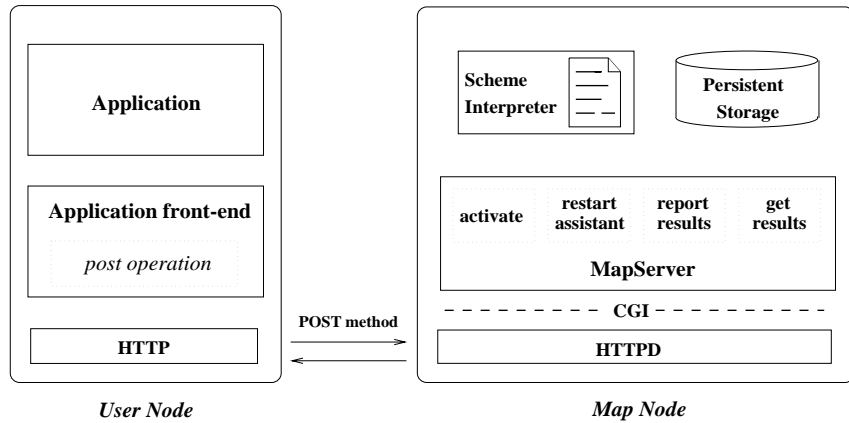 Application
Application front-end
post operation
HTTP
User Node
POST method
Scheme
Interpreter
Persistent
Storage
activate
restart
assistant
report
results
get
results
MapServer
CGI
HTTPD
Map Node